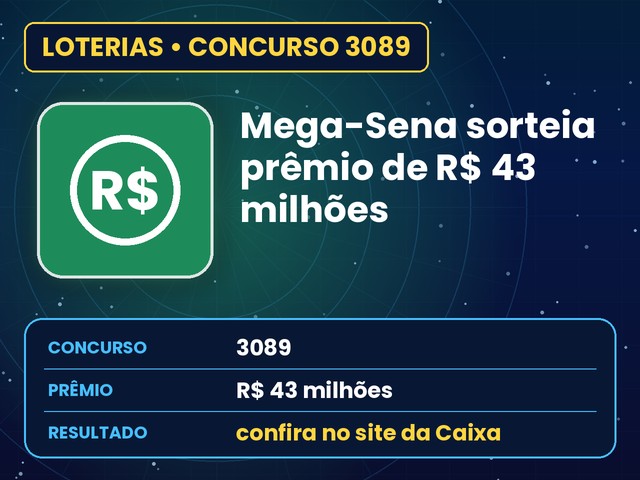 LOTERIAS • CONCURSO 3089
R$
Mega-Sena sorteia
prêmio de R$ 43
milhões
CONCURSO 3089
PRÊMIO R$ 43 milhões
RESULTADO confira no site da Caixa